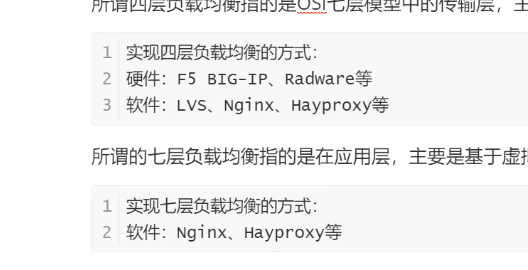 所谓四层负载均衡指的是OSI七层模型中的传输层，主
1 实现四层负载均衡的方式：
2 硬件：F5 BIG-IP、Radware等
3 软件：LVS、Nginx、Hayproxy等
所谓的七层负载均衡指的是在应用层，主要是基于虚拟
1 实现七层负载均衡的方式：
2 软件：Nginx、Hayproxy等